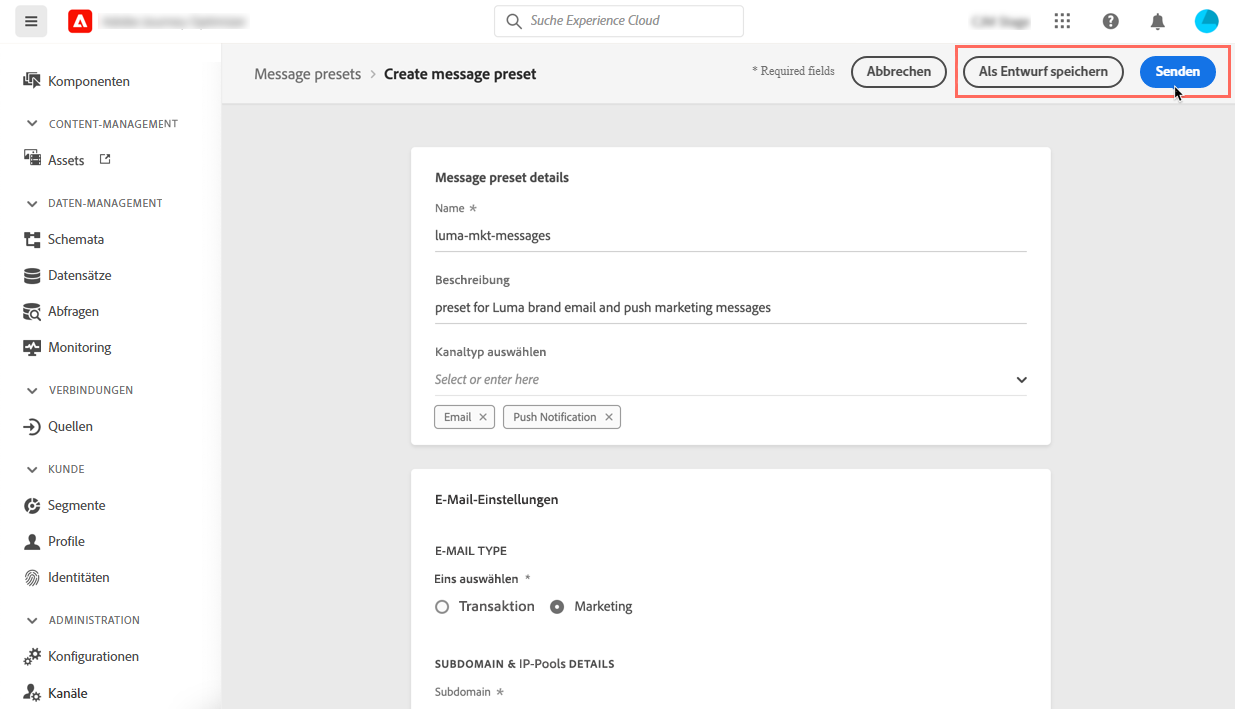 Suche Experience Cloud
Message presets > Create message preset
* Required fields
Abbrechen
Als Entwurf speichern
Senden
Komponenten
CONTENT-MANAGEMENT
Assets
DATEN-MANAGEMENT
Schemata
Datensätze
Abfragen
Monitoring
VERBINDUNGEN
Quellen
KUNDE
Segmente
Profile
Identitäten
ADMINISTRATION
Konfigurationen
Kanäle
Message preset details
Name *
luma-mkt-messages
Beschreibung
preset for Luma brand email and push marketing messages
Kanaltyp auswählen
Select or enter here
Email ×
Push Notification ×
E-Mail-Einstellungen
E-MAIL TYPE
Eins auswählen *
Transaktion
Marketing
SUBDOMAIN & IP-Pools DETAILS
Subdomain *